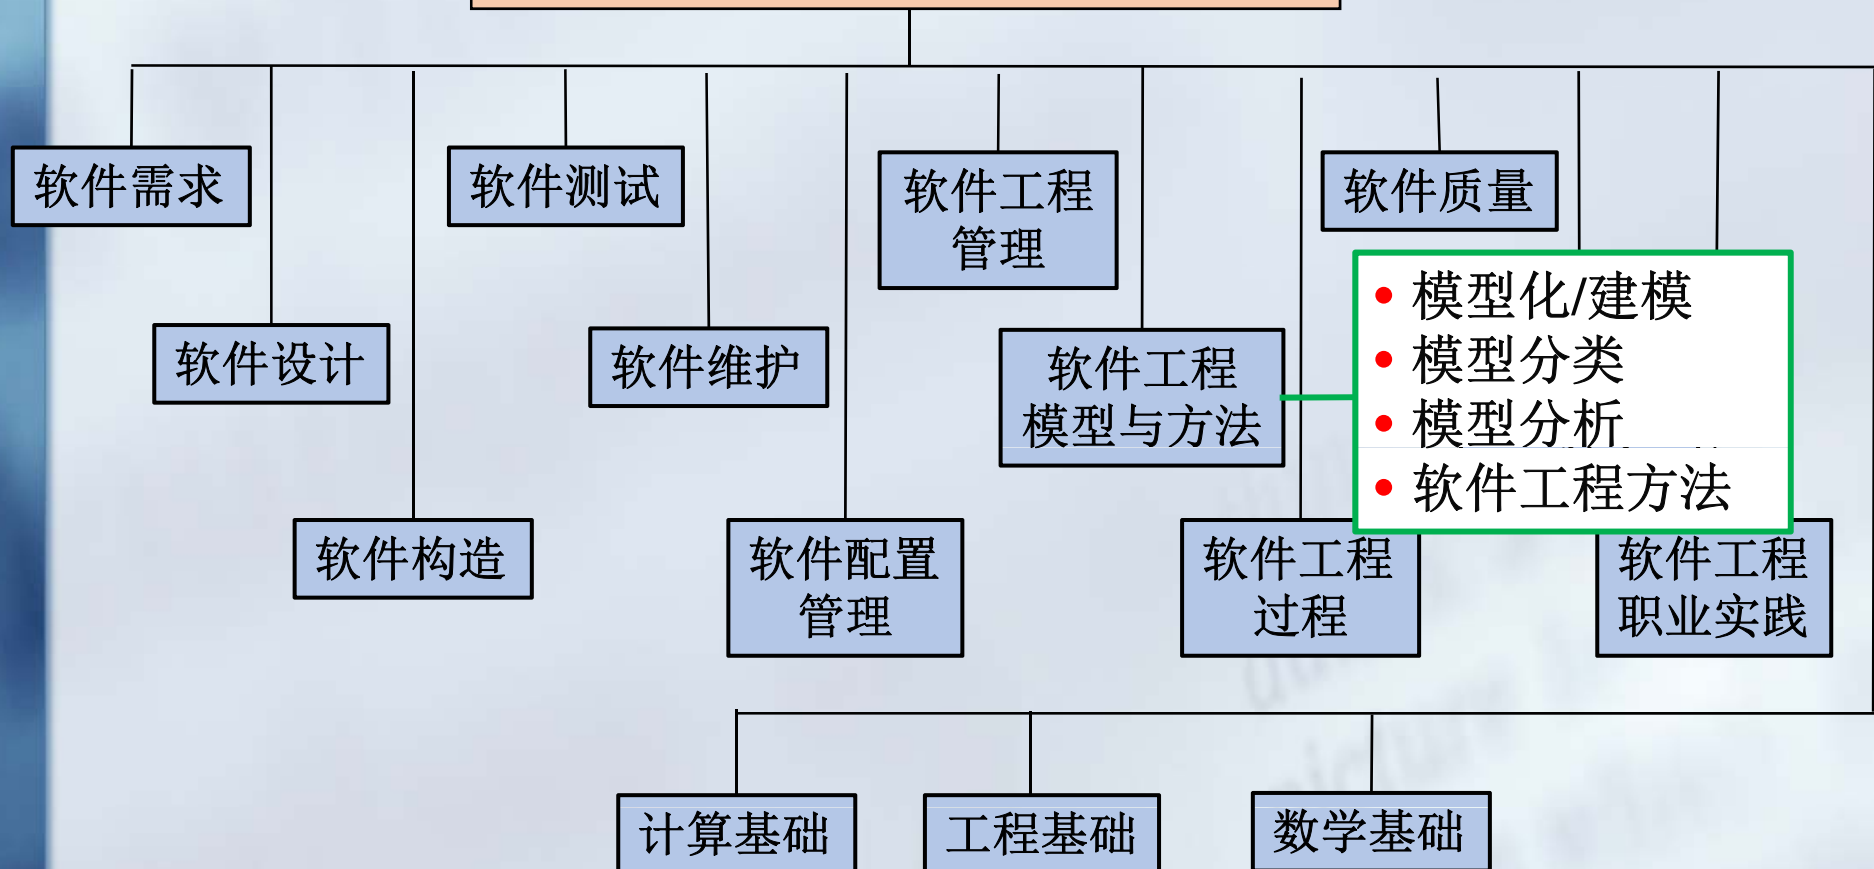 软件需求
软件测试
软件工程
管理
软件质量
软件设计
软件维护
软件工程
模型与方法
• 模型化/建模
• 模型分类
• 模型分析
• 软件工程方法
软件构造
软件配置
管理
软件工程
过程
软件工程
职业实践
计算基础
工程基础
数学基础